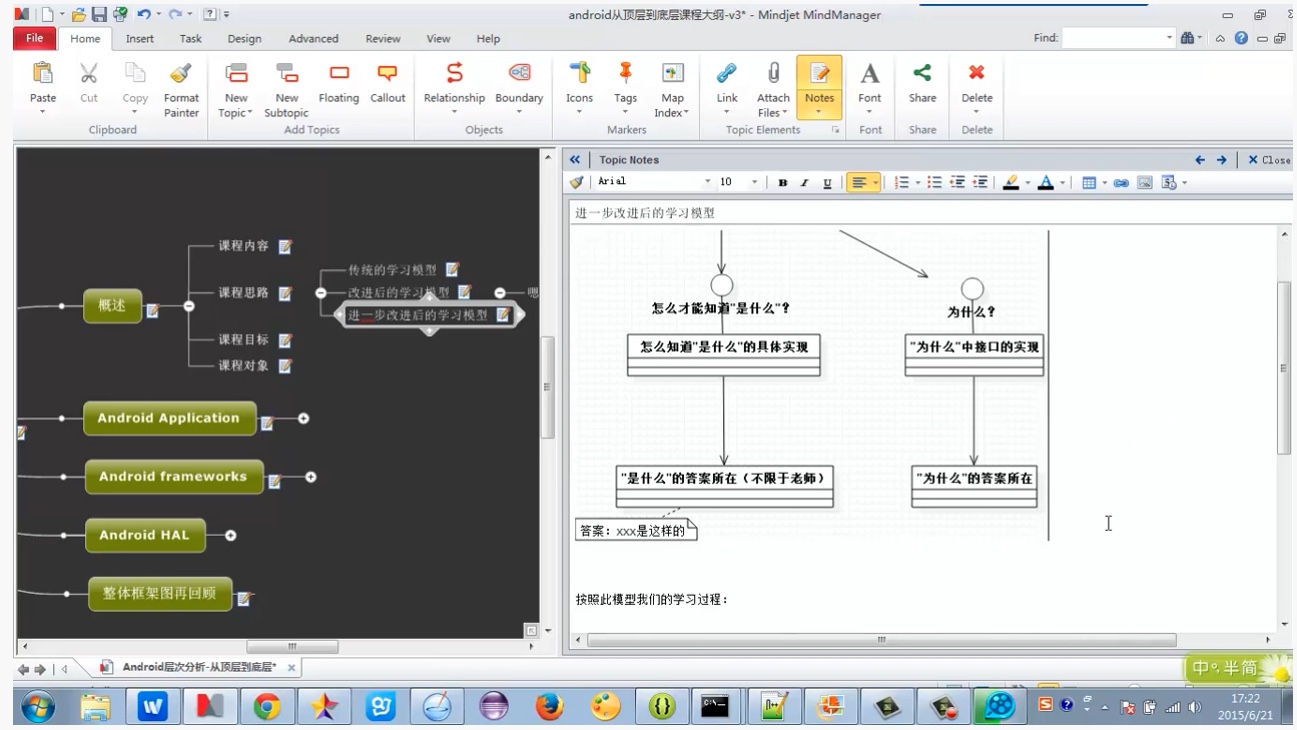 android从顶层到底层课程大纲-v3* - Mindjet MindManager
File Home Insert Task Design Advanced Review View Help Find:
Paste Cut Copy Format Painter New Topic New Subtopic Floating Callout Relationship Boundary Icons Tags Map Index Link Attach Files Notes Font Share Delete
Clipboard Add Topics Objects Markers Topic Elements Font Share Delete
Topic Notes Close
Arial 10 B I U
进一步改进后的学习模型
课程内容
课程思路
课程目标
课程对象
概述
传统的学习模型
改进后的学习模型
嗯
进一步改进后的学习模型
Android Application
Android frameworks
Android HAL
整体框架图再回顾
怎么才能知道"是什么"?
为什么?
怎么知道"是什么"的具体实现
"为什么"中接口的实现
"是什么"的答案所在(不限于老师)
"为什么"的答案所在
答案: xxx是这样的
按照此模型我们的学习过程:
Android层次分析-从顶层到底层*
中 半 简
17:22
2015/6/21